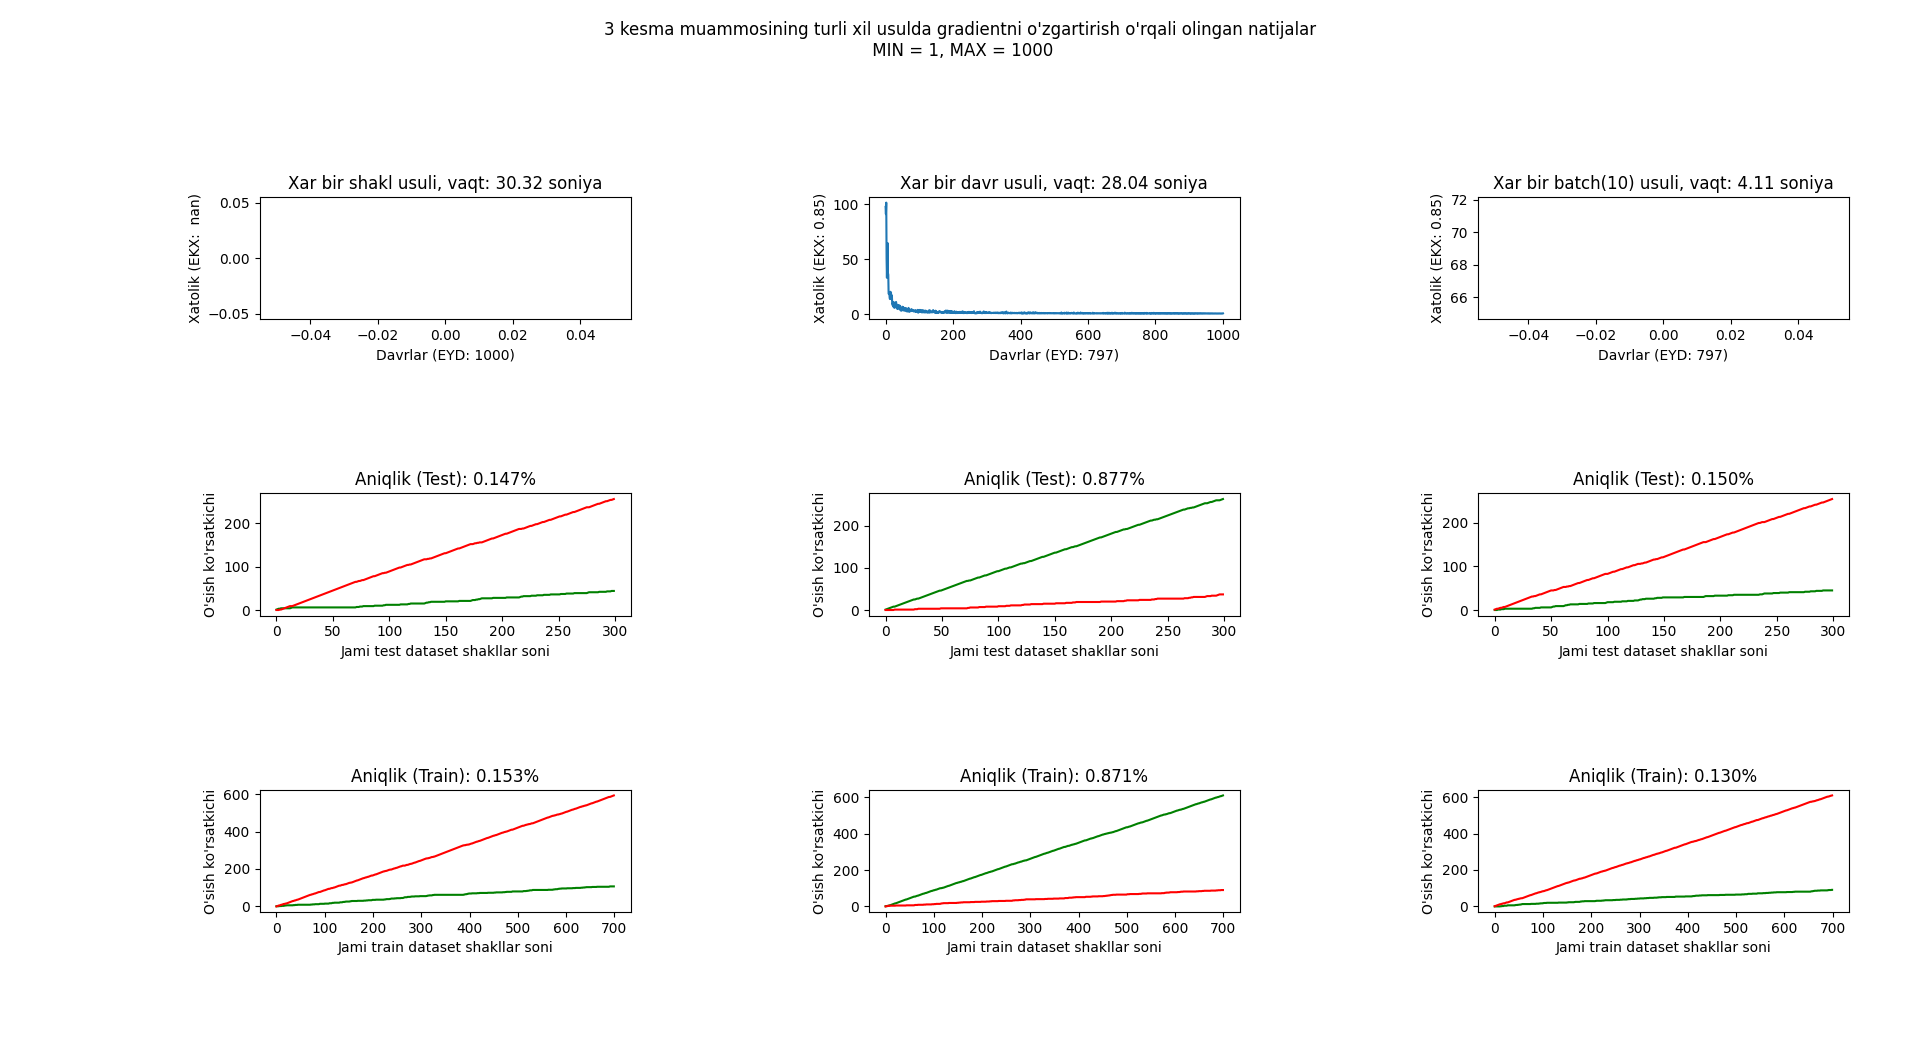 3 kesma muammosining turli xil usulda gradientni o'zgartirish o'rqali olingan natijalar
MIN = 1, MAX = 1000
Xar bir shakl usuli, vaqt: 30.32 soniya
Xatolik (EKX:  nan)
0.05
0.00
−0.05
−0.04 −0.02 0.00 0.02 0.04
Davrlar (EYD: 1000)
Xar bir davr usuli, vaqt: 28.04 soniya
Xatolik (EKX: 0.85)
100
50
0
0 200 400 600 800 1000
Davrlar (EYD: 797)
Xar bir batch(10) usuli, vaqt: 4.11 soniya
Xatolik (EKX: 0.85)
72
70
68
66
−0.04 −0.02 0.00 0.02 0.04
Davrlar (EYD: 797)
Aniqlik (Test): 0.147%
O'sish ko'rsatkichi
200
100
0
0 50 100 150 200 250 300
Jami test dataset shakllar soni
Aniqlik (Test): 0.877%
O'sish ko'rsatkichi
200
100
0
0 50 100 150 200 250 300
Jami test dataset shakllar soni
Aniqlik (Test): 0.150%
O'sish ko'rsatkichi
200
100
0
0 50 100 150 200 250 300
Jami test dataset shakllar soni
Aniqlik (Train): 0.153%
O'sish ko'rsatkichi
600
400
200
0
0 100 200 300 400 500 600 700
Jami train dataset shakllar soni
Aniqlik (Train): 0.871%
O'sish ko'rsatkichi
600
400
200
0
0 100 200 300 400 500 600 700
Jami train dataset shakllar soni
Aniqlik (Train): 0.130%
O'sish ko'rsatkichi
600
400
200
0
0 100 200 300 400 500 600 700
Jami train dataset shakllar soni